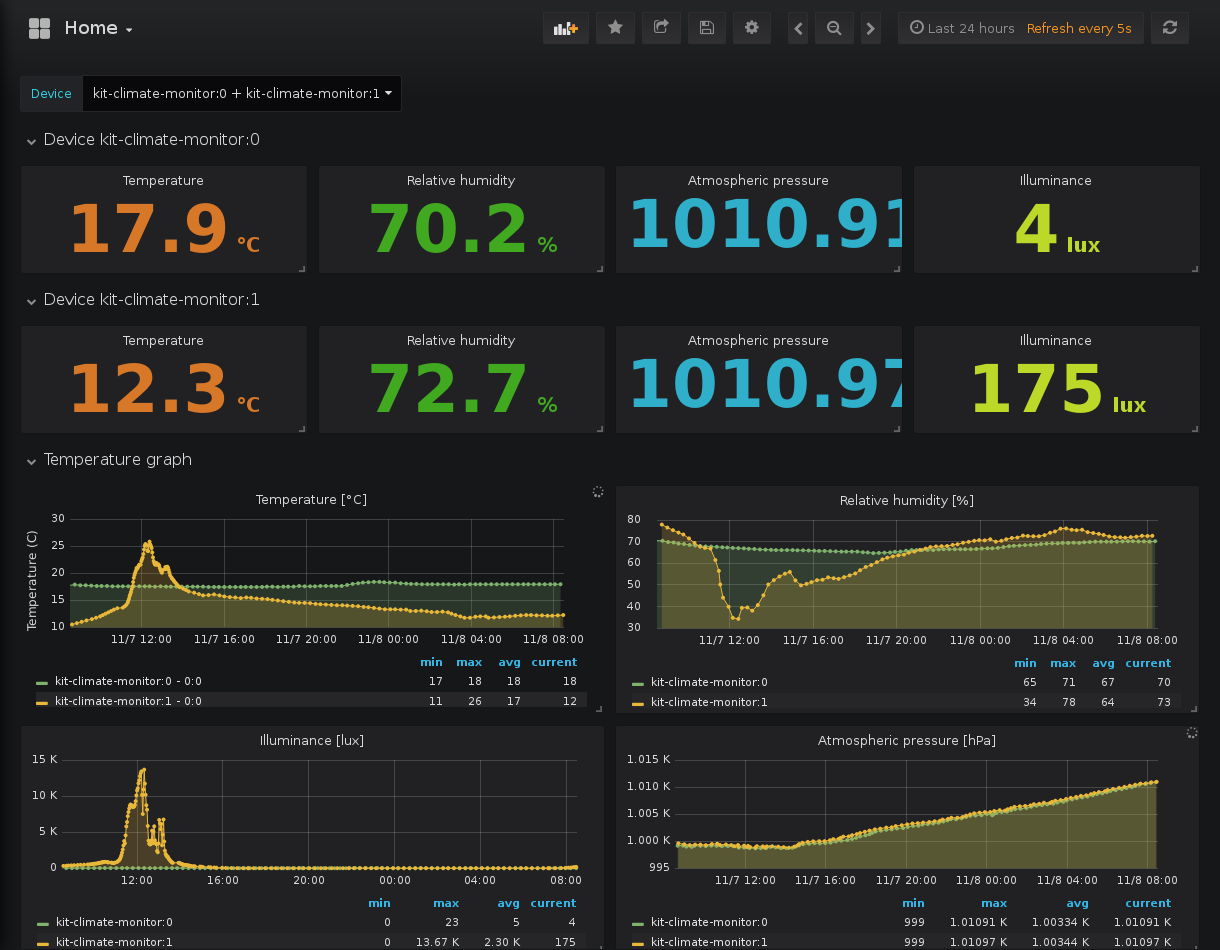 Home
Last 24 hours Refresh every 5s
Device kit-climate-monitor:0 + kit-climate-monitor:1
Device kit-climate-monitor:0
Temperature Relative humidity Atmospheric pressure Illuminance
17.9 °C 70.2 % 1010.91 4 lux
Device kit-climate-monitor:1
Temperature Relative humidity Atmospheric pressure Illuminance
12.3 °C 72.7 % 1010.97 175 lux
Temperature graph
Temperature [°C]
Temperature (C)
30
25
20
15
10
11/7 12:00 11/7 16:00 11/7 20:00 11/8 00:00 11/8 04:00 11/8 08:00
min max avg current
kit-climate-monitor:0 - 0:0 17 18 18 18
kit-climate-monitor:1 - 0:0 11 26 17 12
Relative humidity [%]
80
70
60
50
40
30
11/7 12:00 11/7 16:00 11/7 20:00 11/8 00:00 11/8 04:00 11/8 08:00
min max avg current
kit-climate-monitor:0 65 71 67 70
kit-climate-monitor:1 34 78 64 73
Illuminance [lux]
15 K
10 K
5 K
0
12:00 16:00 20:00 00:00 04:00 08:00
min max avg current
kit-climate-monitor:0 0 23 5 4
kit-climate-monitor:1 0 13.67 K 2.30 K 175
Atmospheric pressure [hPa]
1.015 K
1.010 K
1.005 K
1.000 K
995
11/7 12:00 11/7 16:00 11/7 20:00 11/8 00:00 11/8 04:00 11/8 08:00
min max avg current
kit-climate-monitor:0 999 1.01091 K 1.00334 K 1.01091 K
kit-climate-monitor:1 999 1.01097 K 1.00344 K 1.01097 K